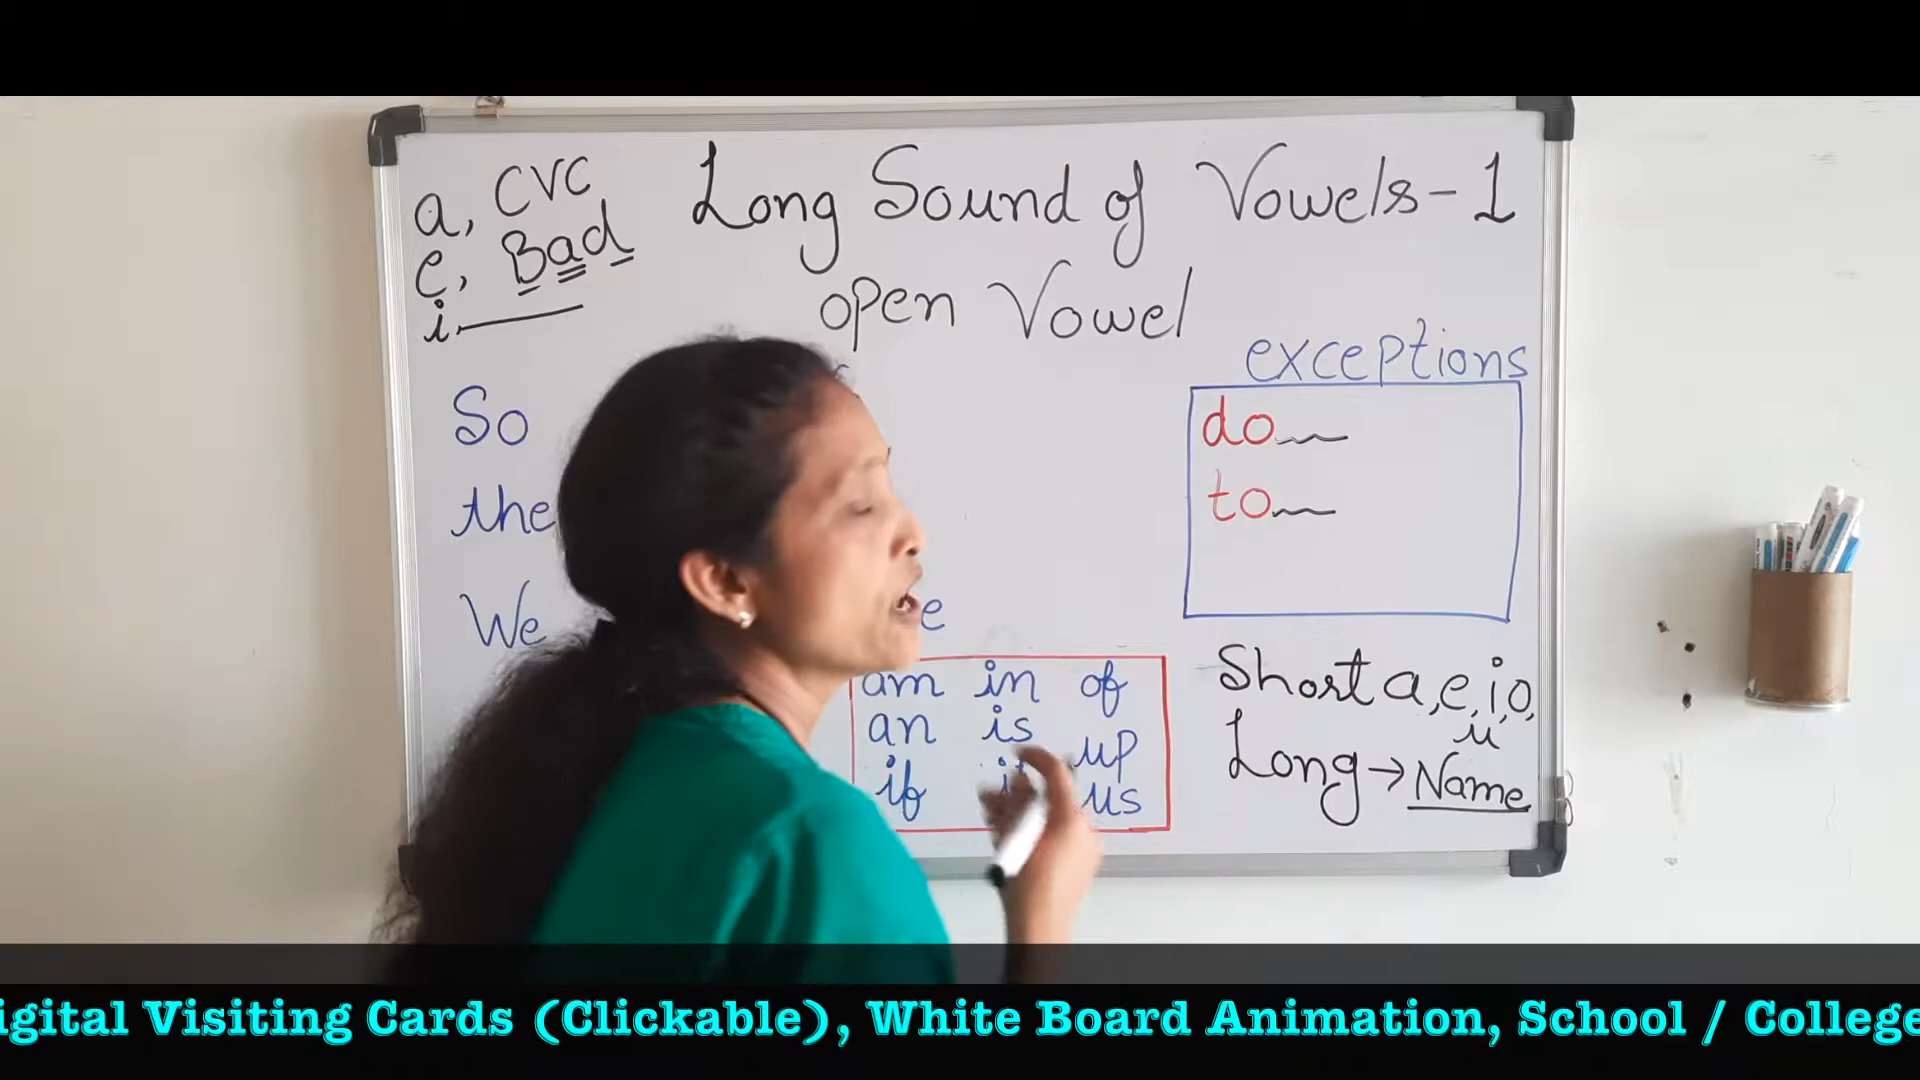 a, CVC
e, Bad
i,
Long Sound of Vowels-1
open Vowel
exceptions
So
the
We
do
to
am in of
an is up
if it us
Short a, e, i, o,
u
Long → Name
igital Visiting Cards (Clickable), White Board Animation, School / College